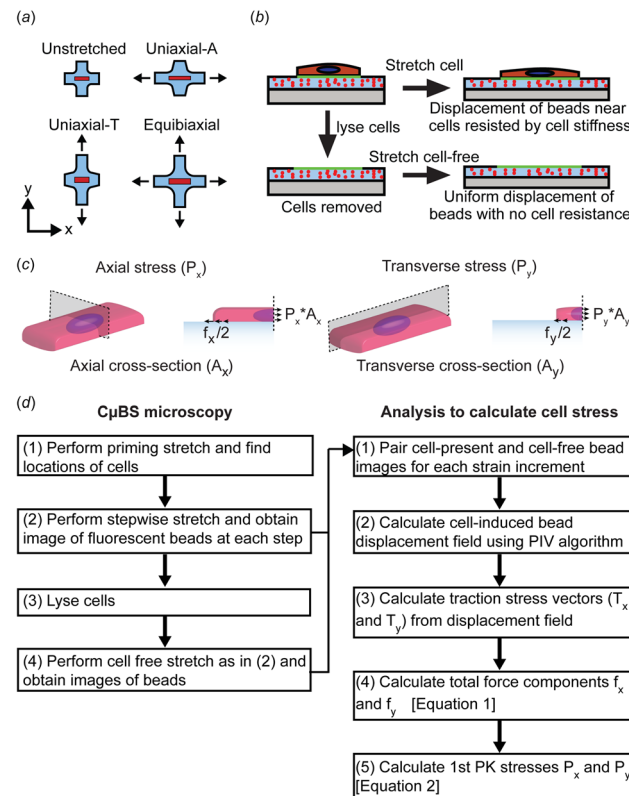 (a)
Unstretched
Uniaxial-A
Uniaxial-T
Equibiaxial
y
x
(b)
Stretch cell
Displacement of beads near
cells resisted by cell stiffness
lyse cells
Stretch cell-free
Cells removed
Uniform displacement of
beads with no cell resistance
(c)
Axial stress (Px)
Px*Ax
fx/2
Axial cross-section (Ax)
Transverse stress (Py)
Py*Ay
fy/2
Transverse cross-section (Ay)
(d)
CµBS microscopy
(1) Perform priming stretch and find
locations of cells
(2) Perform stepwise stretch and obtain
image of fluorescent beads at each step
(3) Lyse cells
(4) Perform cell free stretch as in (2) and
obtain images of beads
Analysis to calculate cell stress
(1) Pair cell-present and cell-free bead
images for each strain increment
(2) Calculate cell-induced bead
displacement field using PIV algorithm
(3) Calculate traction stress vectors (Tx
and Ty) from displacement field
(4) Calculate total force components fx
and fy [Equation 1]
(5) Calculate 1st PK stresses Px and Py
[Equation 2]